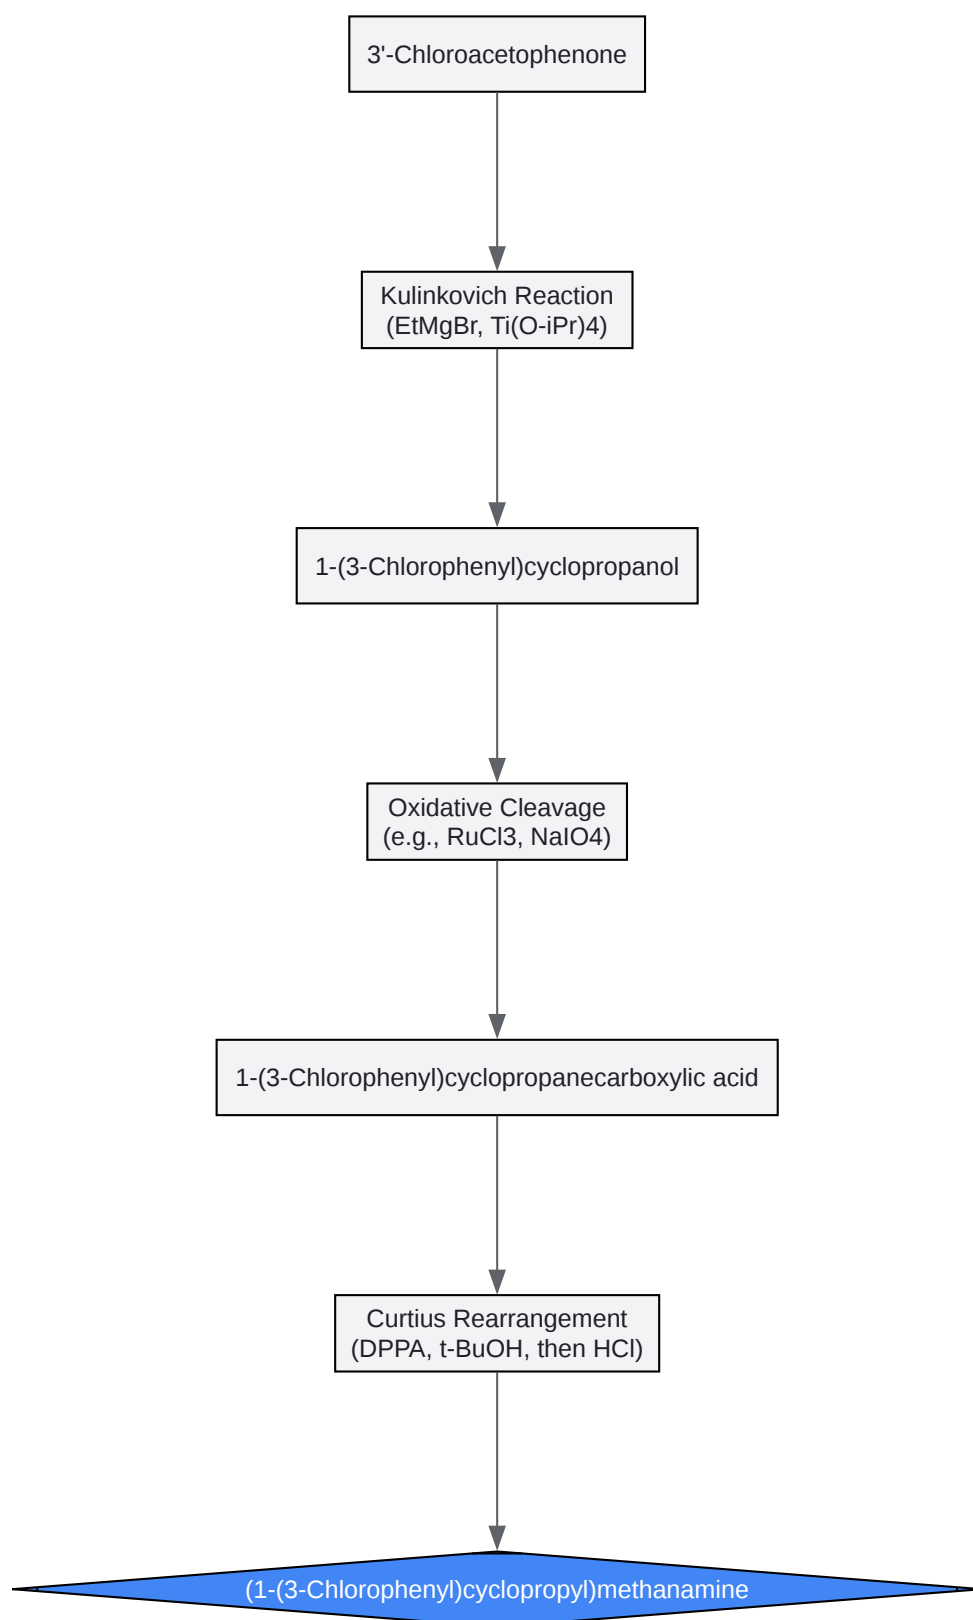 3'-Chloroacetophenone
Kulinkovich Reaction
(EtMgBr, Ti(O-iPr)4)
1-(3-Chlorophenyl)cyclopropanol
Oxidative Cleavage
(e.g., RuCl3, NaIO4)
1-(3-Chlorophenyl)cyclopropanecarboxylic acid
Curtius Rearrangement
(DPPA, t-BuOH, then HCl)
(1-(3-Chlorophenyl)cyclopropyl)methanamine